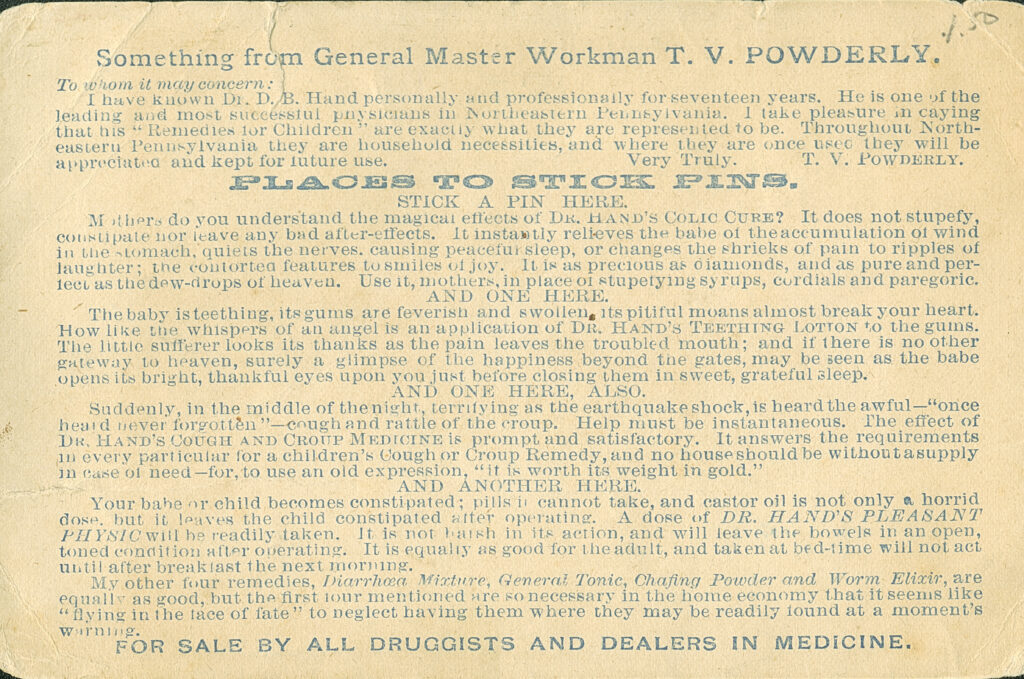 1.50
Something from General Master Workman T. V. POWDERLY.
To whom it may concern:
I have known Dr. D. B. Hand personally and professionally for seventeen years. He is one of the
leading and most successful physicians in Northeastern Pennsylvania. I take pleasure in caying
that his "Remedies for Children" are exactly what they are represented to be. Throughout North-
eastern Pennsylvania they are household necessities, and where they are once used they will be
appreciated and kept for future use. Very Truly. T. V. POWDERLY.
PLACES TO STICK PINS.
STICK A PIN HERE.
Mothers do you understand the magical effects of DR. HAND'S COLIC CURE? It does not stupefy,
constipate nor leave any bad after-effects. It instantly relieves the babe of the accumulation of wind
in the stomach, quiets the nerves, causing peaceful sleep, or changes the shrieks of pain to ripples of
laughter; the contorted features to smiles of joy. It is as precious as diamonds, and as pure and per-
fect as the dew-drops of heaven. Use it, mothers, in place of stupefying syrups, cordials and paregoric.
AND ONE HERE.
The baby is teething, its gums are feverish and swollen, its pitiful moans almost break your heart.
How like the whispers of an angel is an application of DR. HAND'S TEETHING LOTION to the gums.
The little sufferer looks its thanks as the pain leaves the troubled mouth; and if there is no other
gateway to heaven, surely a glimpse of the happiness beyond the gates, may be seen as the babe
opens its bright, thankful eyes upon you just before closing them in sweet, grateful sleep.
AND ONE HERE, ALSO.
Suddenly, in the middle of the night, terrifying as the earthquake shock, is heard the awful—"once
heard never forgotten"—cough and rattle of the croup. Help must be instantaneous. The effect of
DR. HAND'S COUGH AND CROUP MEDICINE is prompt and satisfactory. It answers the requirements
in every particular for a children's Cough or Croup Remedy, and no house should be without a supply
in case of need—for, to use an old expression, "it is worth its weight in gold."
AND ANOTHER HERE.
Your babe or child becomes constipated; pills it cannot take, and castor oil is not only a horrid
dose, but it leaves the child constipated after operating. A dose of DR. HAND'S PLEASANT
PHYSIC will be readily taken. It is not harsh in its action, and will leave the bowels in an open,
toned condition after operating. It is equally as good for the adult, and taken at bed-time will not act
until after breakfast the next morning.
My other four remedies, Diarrhœa Mixture, General Tonic, Chafing Powder and Worm Elixir, are
equally as good, but the first four mentioned are so necessary in the home economy that it seems like
"flying in the face of fate" to neglect having them where they may be readily found at a moment's
warning.
FOR SALE BY ALL DRUGGISTS AND DEALERS IN MEDICINE.